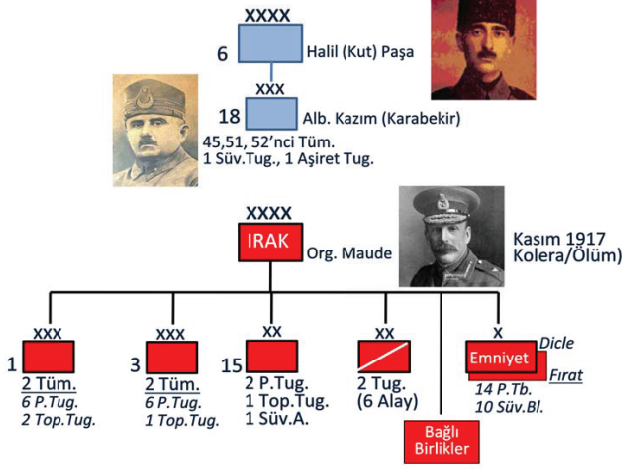 XXXX
6 Halil (Kut) Paşa
XXX
18 Alb. Kazım (Karabekir)
45,51, 52’nci Tüm.
1 Süv.Tug., 1 Aşiret Tug.
XXXX
IRAK Org. Maude
Kasım 1917
Kolera/Ölüm)
XXX
1
2 Tüm.
6 P.Tug.
2 Top.Tug.
XXX
3
2 Tüm.
6 P.Tug.
1 Top.Tug.
XX
15
2 P.Tug.
1 Top.Tug.
1 Süv.A.
XX
2 Tug.
(6 Alay)
Bağlı
Birlikler
X
Emniyet
Dicle
Fırat
14 P.Tb.
10 Süv.Bl.